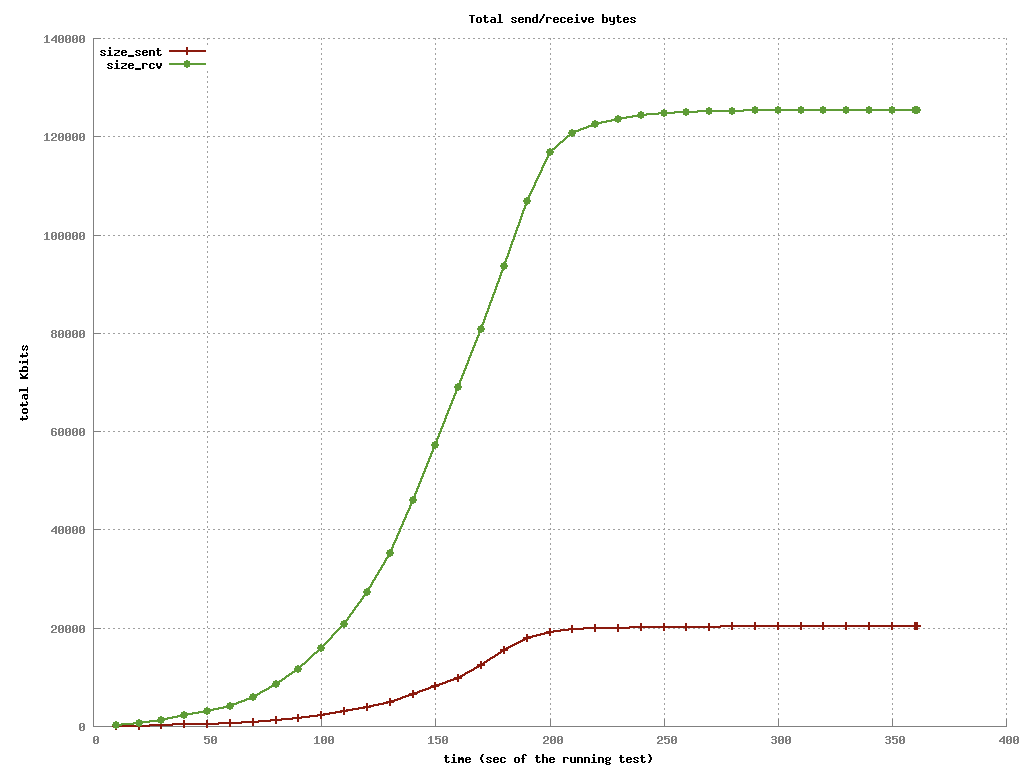 Total send/receive bytes
140000
size_sent
size_rcv
120000
100000
80000
total Kbits
60000
40000
20000
0
0 50 100 150 200 250 300 350 400
time (sec of the running test)